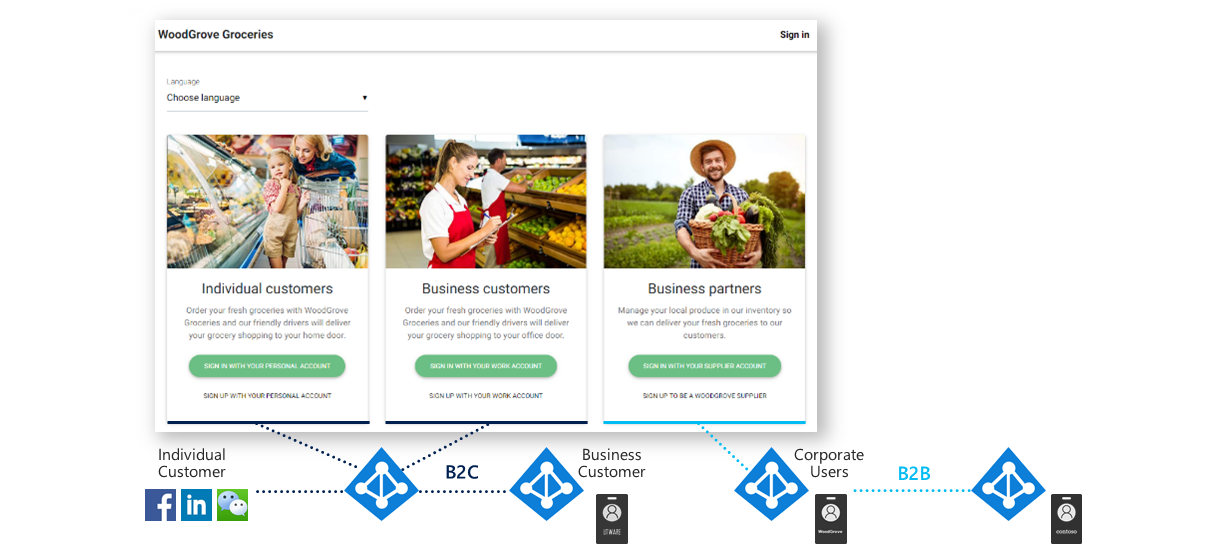 WoodGrove Groceries
Sign in
Language
Choose language
Individual customers
Order your fresh groceries with WoodGrove
Groceries and our friendly drivers will deliver
your grocery shopping to your home door.
SIGN IN WITH YOUR PERSONAL ACCOUNT
SIGN UP WITH YOUR PERSONAL ACCOUNT
Business customers
Order your fresh groceries with WoodGrove
Groceries and our friendly drivers will deliver
your grocery shopping to your office door.
SIGN IN WITH YOUR WORK ACCOUNT
SIGN UP WITH YOUR WORK ACCOUNT
Business partners
Manage your local produce in our inventory so
we can deliver your fresh groceries to our
customers.
SIGN IN WITH YOUR SUPPLIER ACCOUNT
SIGN UP TO BE A WOODGROVE SUPPLIER
Individual
Customer
f
in
B2C
Business
Customer
Corporate
Users
WoodGrove
B2B
contoso